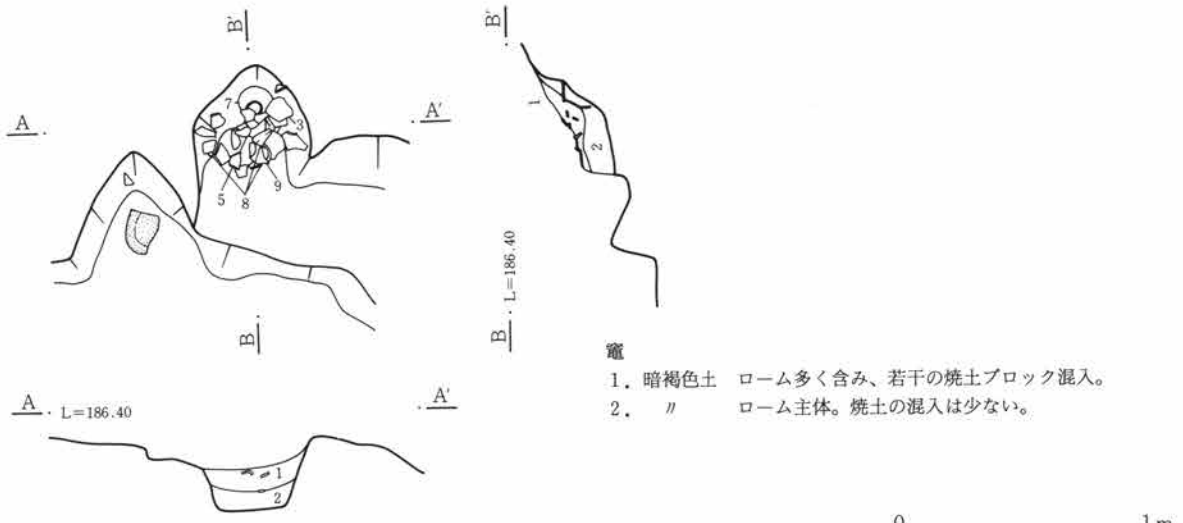 B′
A
A′
7
3
5
8
9
B
B′
1
2
B L=186.40
A L=186.40
A′
1
2
竈
1. 暗褐色土 ローム多く含み、若干の焼土ブロック混入。
2. 〃 ローム主体。焼土の混入は少ない。
0 1m